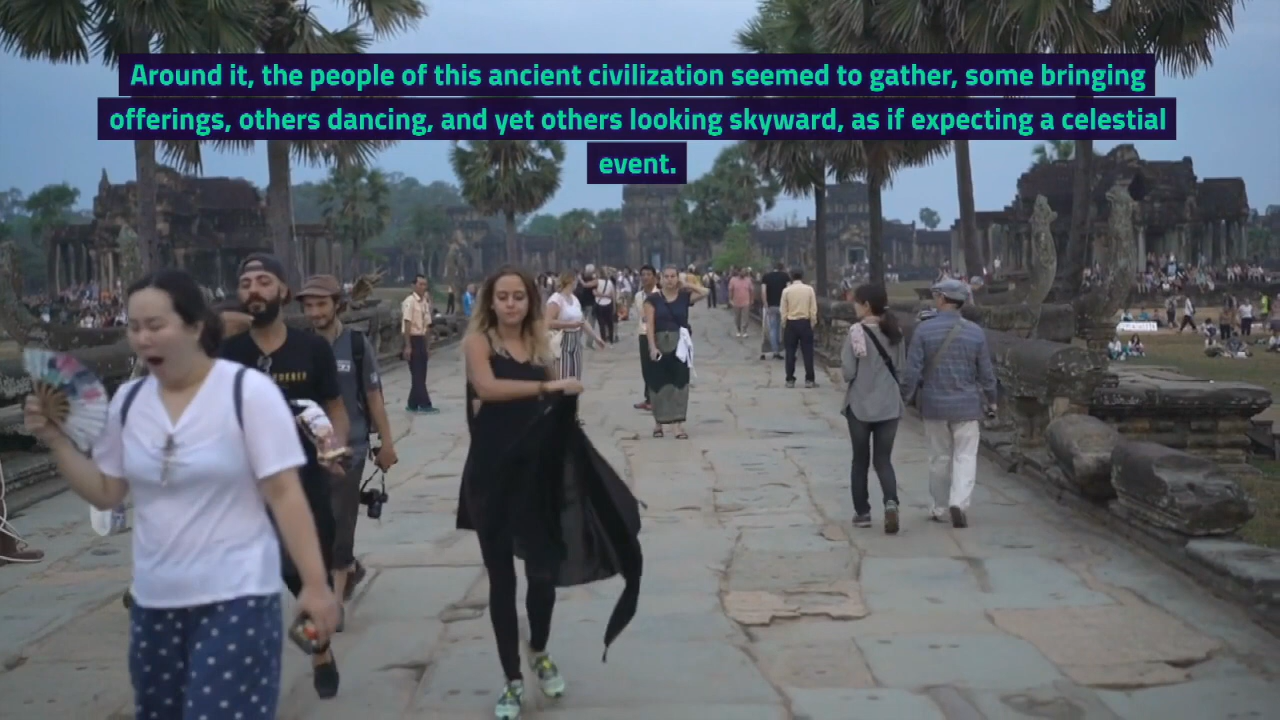 Around it, the people of this ancient civilization seemed to gather, some bringing
offerings, others dancing, and yet others looking skyward, as if expecting a celestial
event.